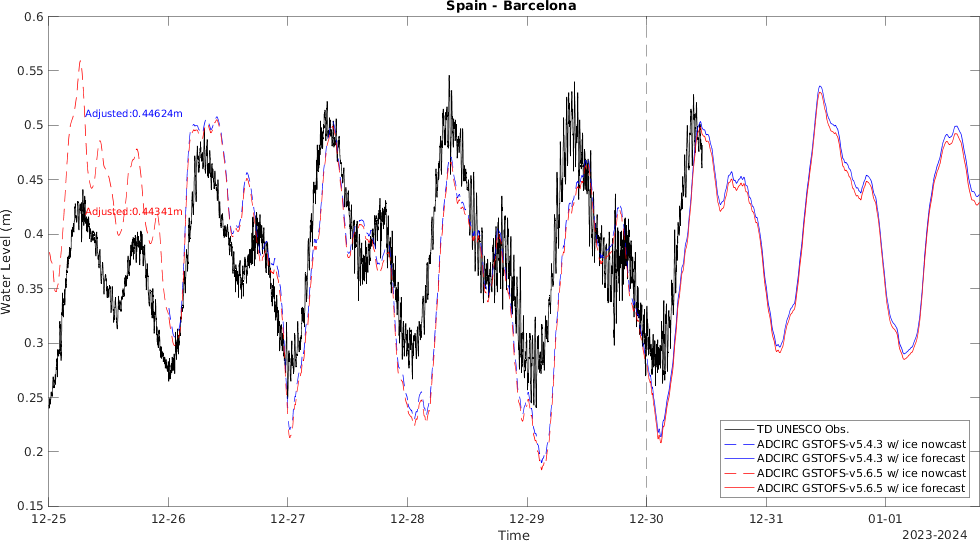 Spain - Barcelona
0.6
0.55
0.5
0.45
0.4
0.35
0.3
0.25
0.2
0.15
Water Level (m)
Adjusted:0.44624m
Adjusted:0.44341m
TD UNESCO Obs.
ADCIRC GSTOFS-v5.4.3 w/ ice nowcast
ADCIRC GSTOFS-v5.4.3 w/ ice forecast
ADCIRC GSTOFS-v5.6.5 w/ ice nowcast
ADCIRC GSTOFS-v5.6.5 w/ ice forecast
12-25 12-26 12-27 12-28 12-29 12-30 12-31 01-01
Time
2023-2024